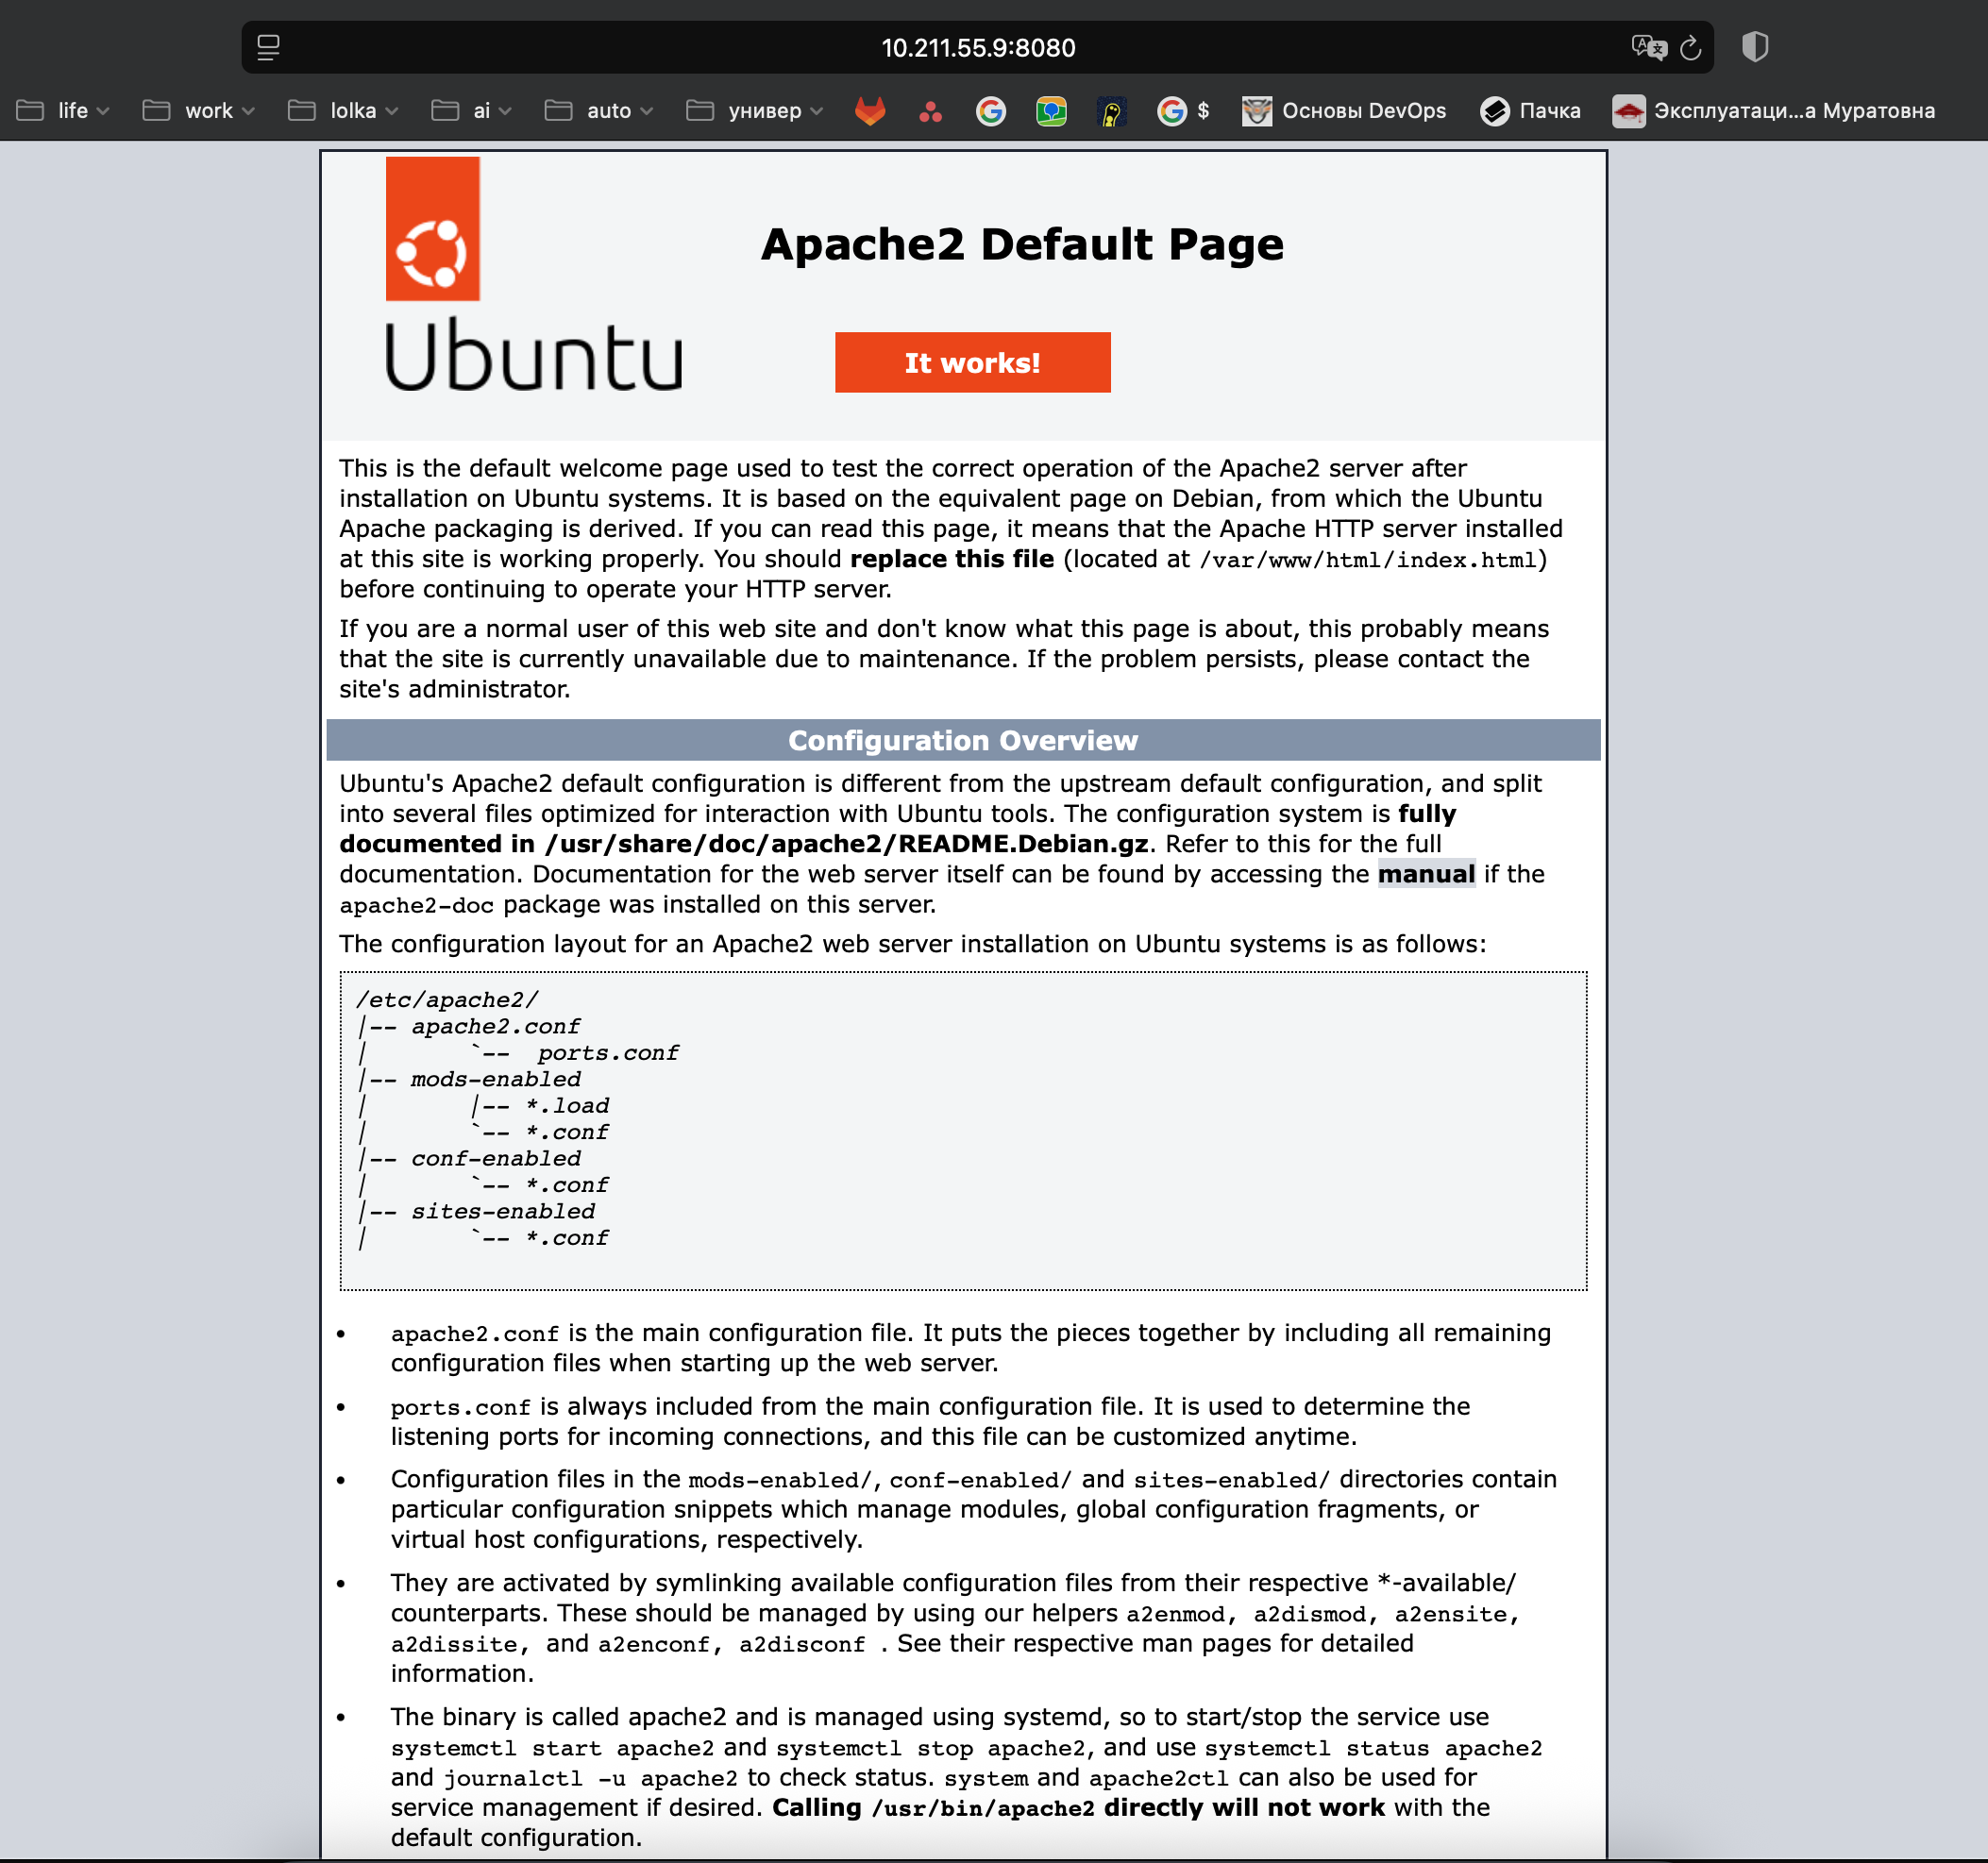 10.211.55.9:8080
life work lolka ai auto универ $ Основы DevOps Пачка Эксплуатаци...а Муратовна
Apache2 Default Page
Ubuntu
It works!
This is the default welcome page used to test the correct operation of the Apache2 server after
installation on Ubuntu systems. It is based on the equivalent page on Debian, from which the Ubuntu
Apache packaging is derived. If you can read this page, it means that the Apache HTTP server installed
at this site is working properly. You should replace this file (located at /var/www/html/index.html)
before continuing to operate your HTTP server.
If you are a normal user of this web site and don't know what this page is about, this probably means
that the site is currently unavailable due to maintenance. If the problem persists, please contact the
site's administrator.
Configuration Overview
Ubuntu's Apache2 default configuration is different from the upstream default configuration, and split
into several files optimized for interaction with Ubuntu tools. The configuration system is fully
documented in /usr/share/doc/apache2/README.Debian.gz. Refer to this for the full
documentation. Documentation for the web server itself can be found by accessing the manual if the
apache2-doc package was installed on this server.
The configuration layout for an Apache2 web server installation on Ubuntu systems is as follows:
/etc/apache2/
|-- apache2.conf
|       `--  ports.conf
|-- mods-enabled
|       |-- *.load
|       `-- *.conf
|-- conf-enabled
|       `-- *.conf
|-- sites-enabled
|       `-- *.conf
• apache2.conf is the main configuration file. It puts the pieces together by including all remaining
configuration files when starting up the web server.
• ports.conf is always included from the main configuration file. It is used to determine the
listening ports for incoming connections, and this file can be customized anytime.
• Configuration files in the mods-enabled/, conf-enabled/ and sites-enabled/ directories contain
particular configuration snippets which manage modules, global configuration fragments, or
virtual host configurations, respectively.
• They are activated by symlinking available configuration files from their respective *-available/
counterparts. These should be managed by using our helpers a2enmod, a2dismod, a2ensite,
a2dissite, and a2enconf, a2disconf . See their respective man pages for detailed
information.
• The binary is called apache2 and is managed using systemd, so to start/stop the service use
systemctl start apache2 and systemctl stop apache2, and use systemctl status apache2
and journalctl -u apache2 to check status. system and apache2ctl can also be used for
service management if desired. Calling /usr/bin/apache2 directly will not work with the
default configuration.